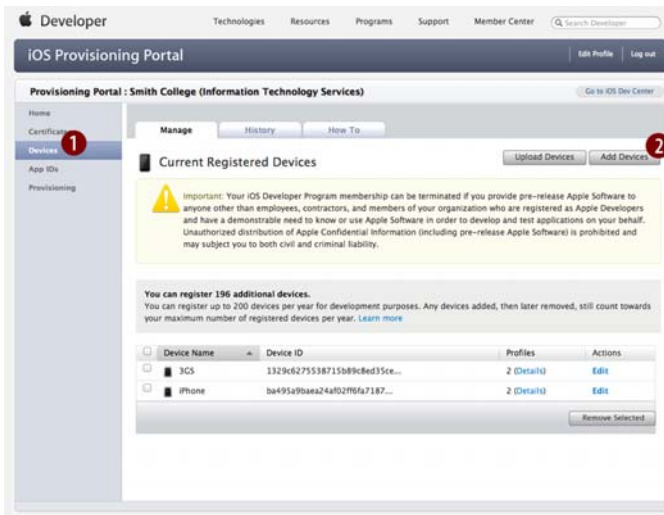 Developer
Technologies Resources Programs Support Member Center Search Developer
iOS Provisioning Portal
Edit Profile Log out
Provisioning Portal : Smith College (Information Technology Services)
Go to iOS Dev Center
Home
Certificate
1
Devices
App IDs
Provisioning
Manage History How To
2
Current Registered Devices
Upload Devices Add Devices
Important: Your iOS Developer Program membership can be terminated if you provide pre-release Apple Software to
anyone other than employees, contractors, and members of your organization who are registered as Apple Developers
and have a demonstrable need to know or use Apple Software in order to develop and test applications on your behalf.
Unauthorized distribution of Apple Confidential Information (including pre-release Apple Software) is prohibited and
may subject you to both civil and criminal liability.
You can register 196 additional devices.
You can register up to 200 devices per year for development purposes. Any devices added, then later removed, still count towards
your maximum number of registered devices per year. Learn more
Device Name Device ID Profiles Actions
3GS 1329c6275538715b89c8ed35ce... 2 (Details) Edit
iPhone ba495a9baea24af02ff6fa7187... 2 (Details) Edit
Remove Selected